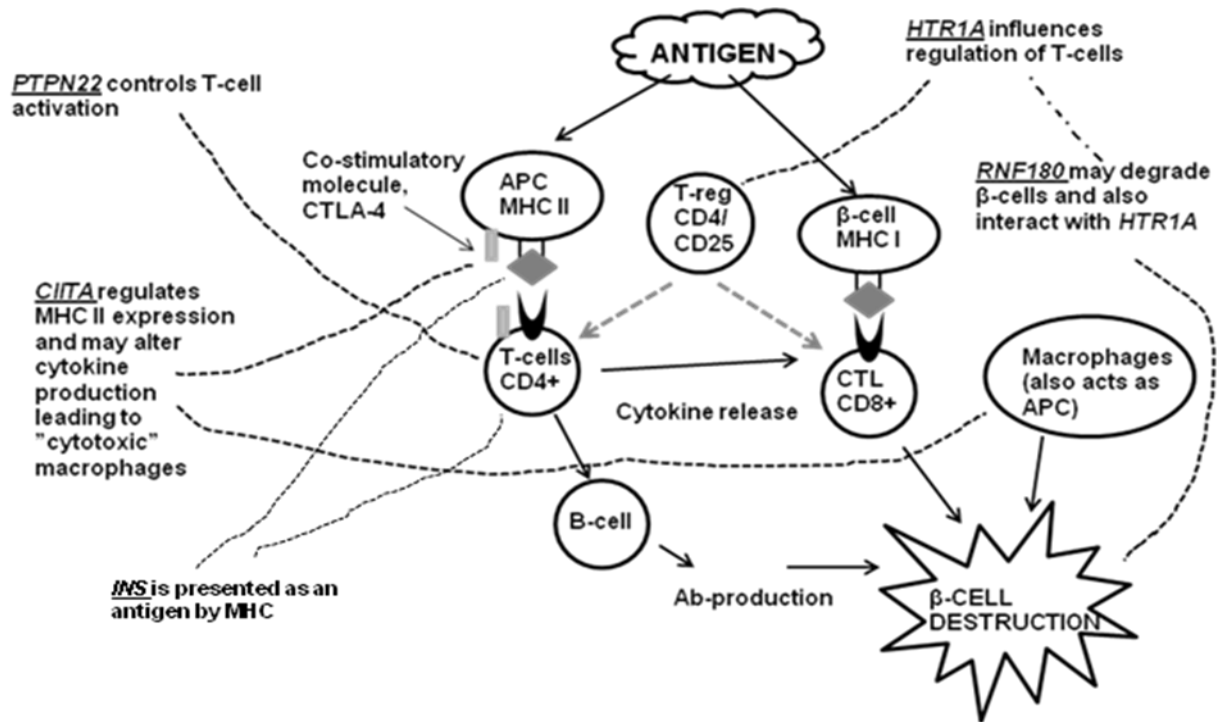 ANTIGEN
HTR1A influences
regulation of T-cells
PTPN22 controls T-cell
activation
Co-stimulatory
molecule,
CTLA-4
APC
MHC II
T-reg
CD4/
CD25
β-cell
MHC I
RNF180 may degrade
β-cells and also
interact with HTR1A
CIITA regulates
MHC II expression
and may alter
cytokine
production
leading to
"cytotoxic"
macrophages
T-cells
CD4+
Cytokine release
CTL
CD8+
Macrophages
(also acts as
APC)
B-cell
INS is presented as an
antigen by MHC
Ab-production
β-CELL
DESTRUCTION